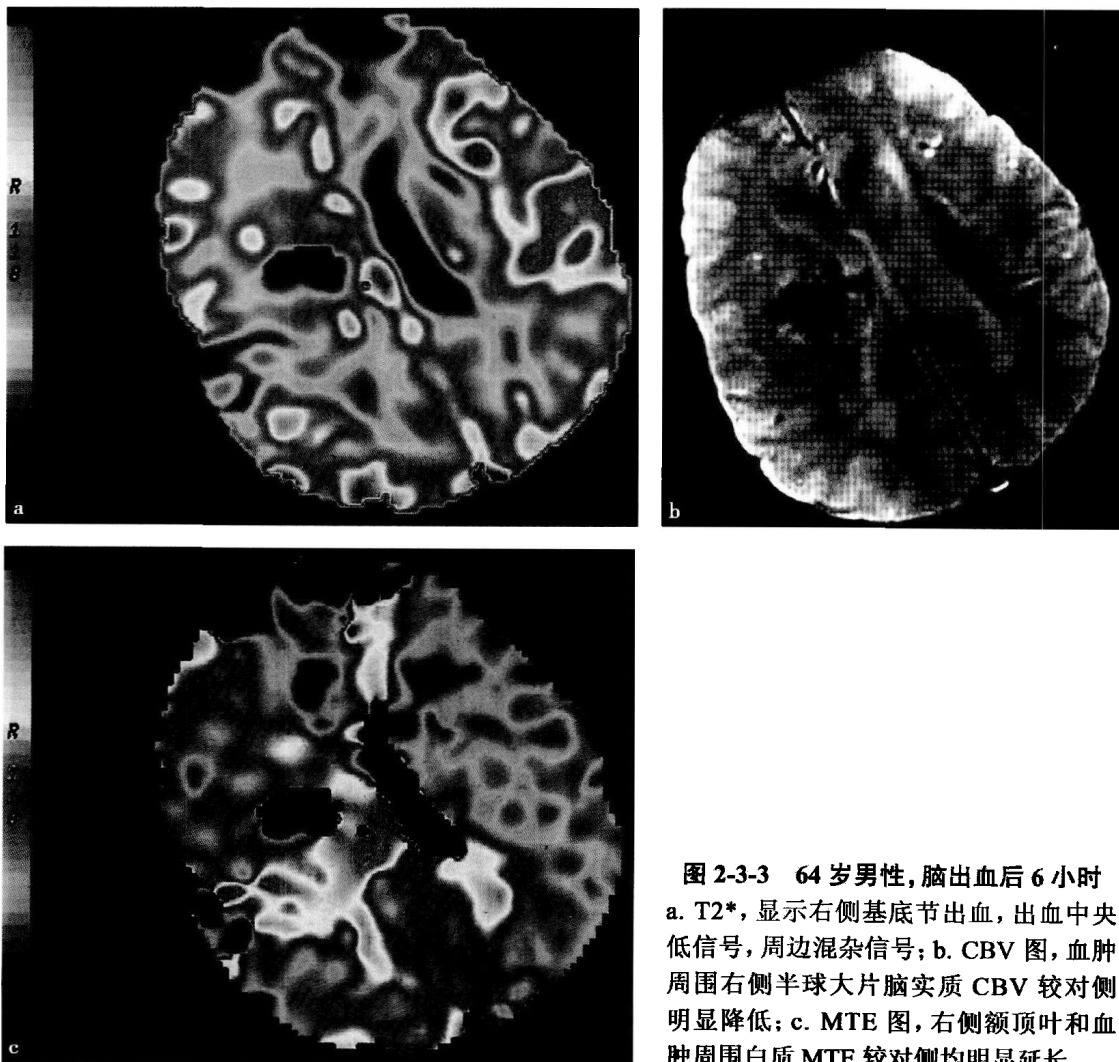 R
a
b
R
c
图 2-3-3 64 岁男性，脑出血后 6 小时
a. T2*，显示右侧基底节出血，出血中央
低信号，周边混杂信号；b. CBV 图，血肿
周围右侧半球大片脑实质 CBV 较对侧
明显降低；c. MTE 图，右侧额顶叶和血
肿周围白质 MTE 较对侧均明显延长